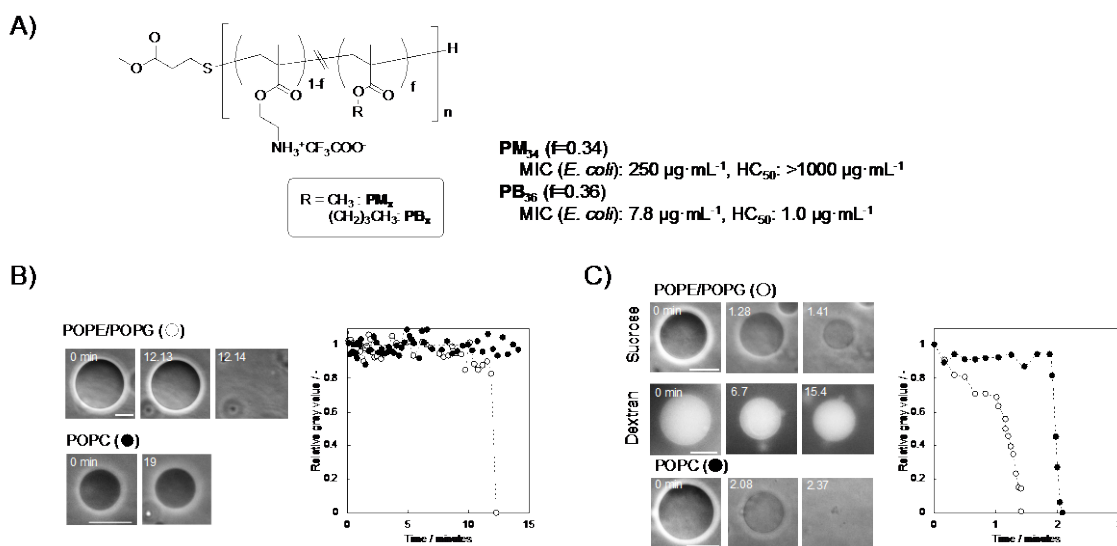 A)
O
O
S
1-f
f
H
n
O
O
O
O
R
NH₃⁺CF₃COO⁻
R = CH₃ : PMₓ
(CH₂)₃CH₃: PBₓ
PM₃₄ (f=0.34)
MIC (E. coli): 250 µg·mL⁻¹, HC₅₀: >1000 µg·mL⁻¹
PB₃₆ (f=0.36)
MIC (E. coli): 7.8 µg·mL⁻¹, HC₅₀: 1.0 µg·mL⁻¹
B)
POPE/POPG (○)
0 min 12.13 12.14
POPC (●)
0 min 19
Relative gray value / -
1
0.8
0.6
0.4
0.2
0
0 5 10 15
Time / minutes
C)
POPE/POPG (○)
Sucrose
0 min 1.28 1.41
Dextran
0 min 6.7 15.4
POPC (●)
0 min 2.08 2.37
Relative gray value / -
1
0.8
0.6
0.4
0.2
0
0 1 2 3
Time / minutes